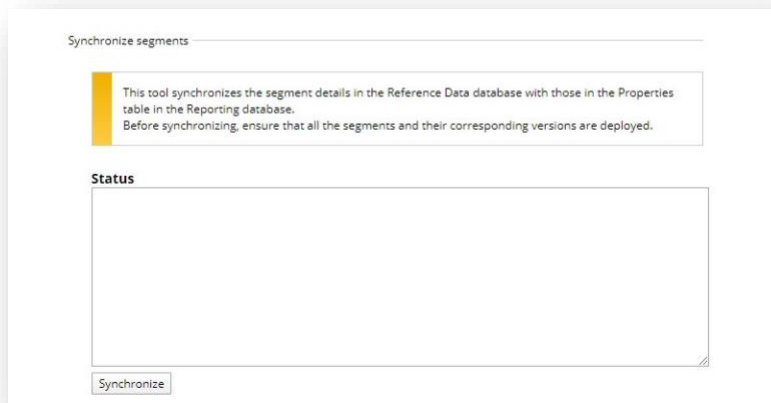 Synchronize segments
This tool synchronizes the segment details in the Reference Data database with those in the Properties
table in the Reporting database.
Before synchronizing, ensure that all the segments and their corresponding versions are deployed.
Status
Synchronize